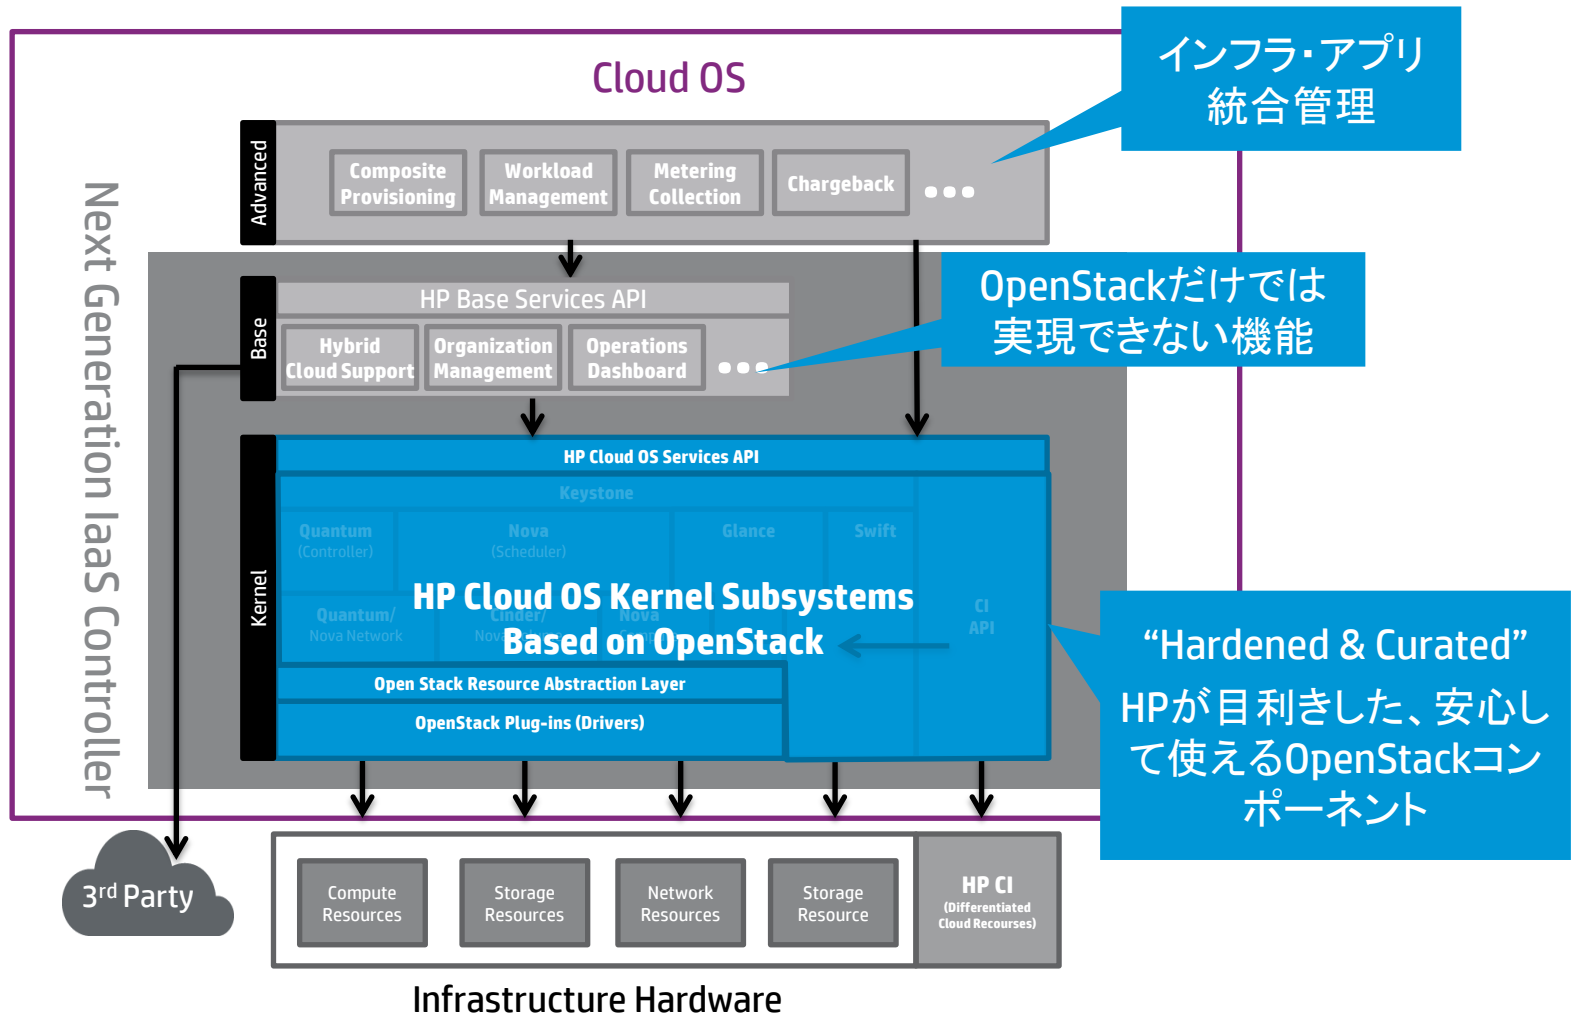 Cloud OS
インフラ・アプリ
統合管理
Next Generation IaaS Controller
Advanced
Composite
Provisioning
Workload
Management
Metering
Collection
Chargeback
Base
HP Base Services API
Hybrid
Cloud Support
Organization
Management
Operations
Dashboard
OpenStackだけでは
実現できない機能
Kernel
HP Cloud OS Services API
Keystone
Quantum
(Controller)
Nova
(Scheduler)
Glance
Swift
HP Cloud OS Kernel Subsystems
Based on OpenStack
Quantum/
Nova Network
Cinder/
Nova
CI
API
Open Stack Resource Abstraction Layer
OpenStack Plug-ins (Drivers)
“Hardened & Curated”
HPが目利きした、安心し
て使えるOpenStackコン
ポーネント
3rd Party
Compute
Resources
Storage
Resources
Network
Resources
Storage
Resource
HP CI
(Differentiated
Cloud Recourses)
Infrastructure Hardware